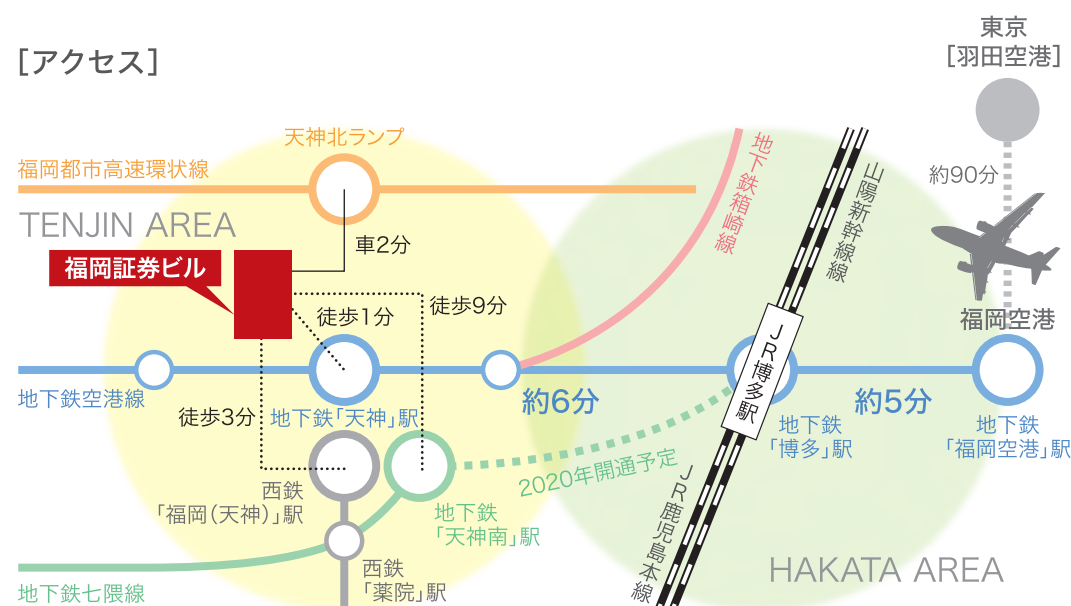 [アクセス]
東京
[羽田空港]
天神北ランプ
福岡都市高速環状線
TENJIN AREA
車2分
福岡証券ビル
徒歩9分
徒歩1分
地下鉄箱崎線
山陽新幹線線
約90分
福岡空港
JR博多駅
地下鉄空港線
徒歩3分
地下鉄「天神」駅
約6分
約5分
地下鉄
「博多」駅
地下鉄
「福岡空港」駅
2020年開通予定
西鉄
「福岡(天神)」駅
地下鉄
「天神南」駅
JR鹿児島本線
西鉄
「薬院」駅
地下鉄七隈線
HAKATA AREA